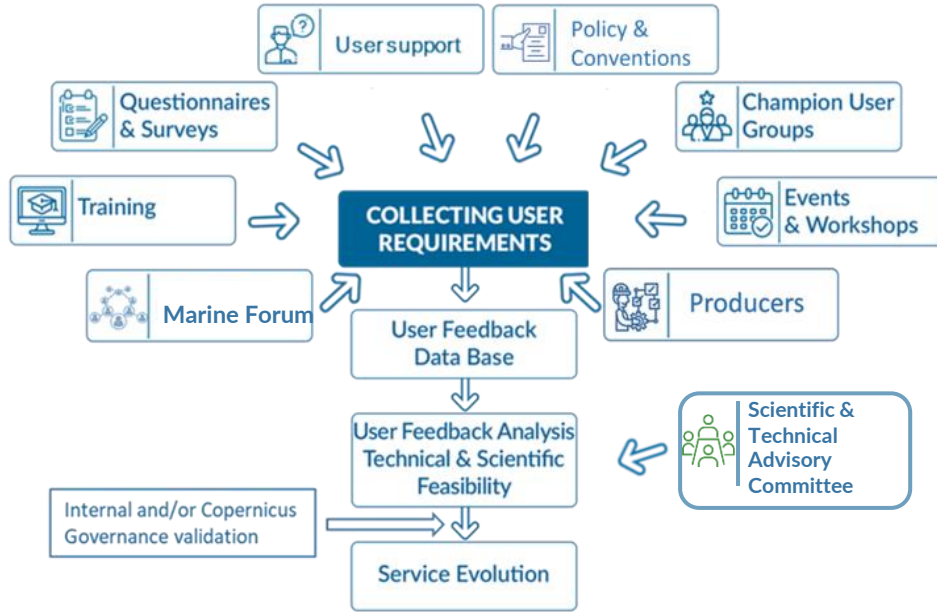 User support
Policy &
Conventions
Questionnaires
& Surveys
Champion User
Groups
Training
COLLECTING USER
REQUIREMENTS
Events
& Workshops
Marine Forum
Producers
User Feedback
Data Base
User Feedback Analysis
Technical & Scientific
Feasibility
Scientific &
Technical
Advisory
Committee
Internal and/or Copernicus
Governance validation
Service Evolution